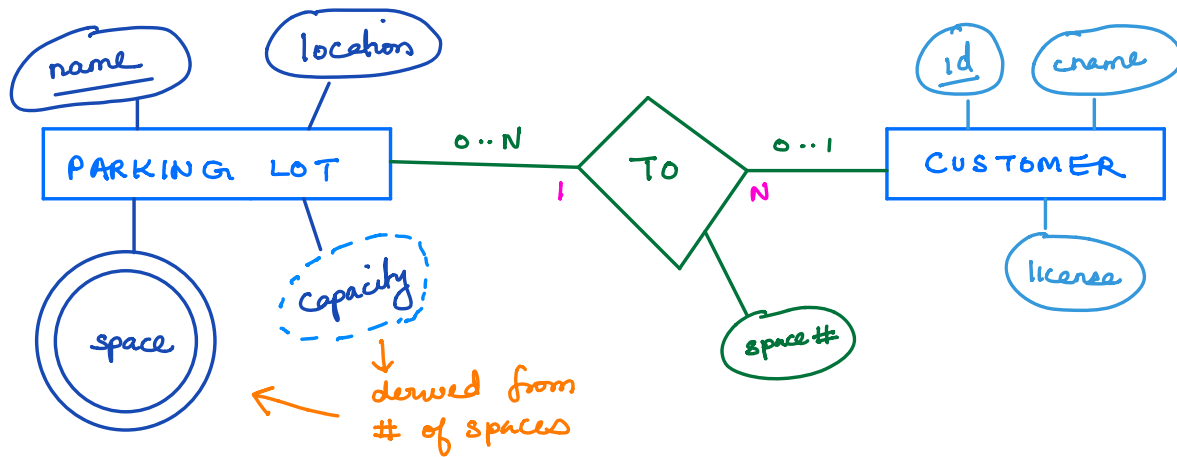 name
location
id
cname
PARKING LOT
0..N
1
TO
0..1
N
CUSTOMER
space
capacity
space#
license
derived from
# of spaces